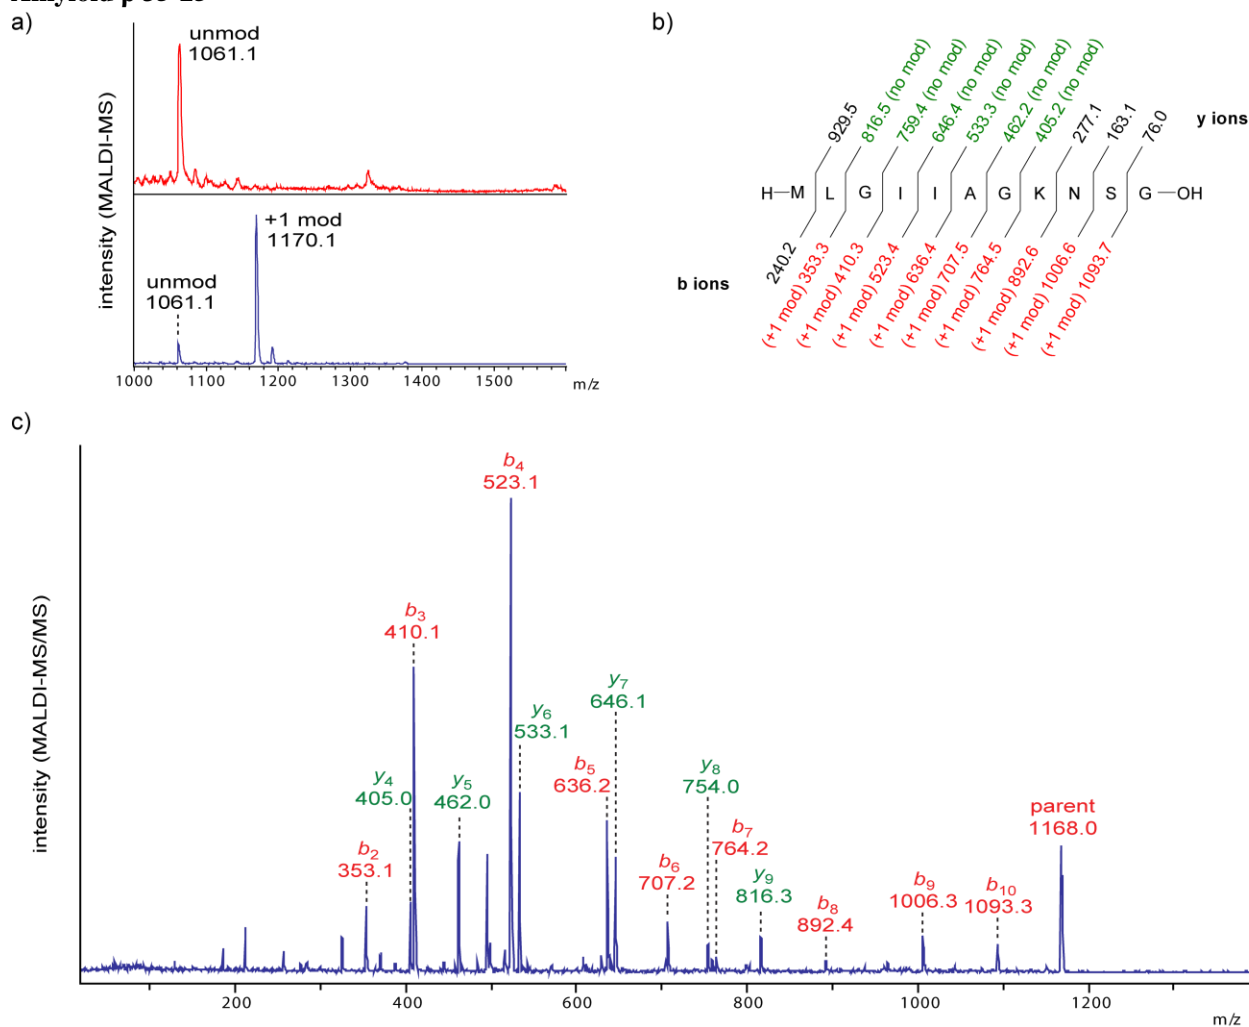 a)
unmod
1061.1
+1 mod
1170.1
unmod
1061.1
intensity (MALDI-MS)
1000 1100 1200 1300 1400 1500 m/z
b)
929.5
816.5 (no mod)
759.4 (no mod)
646.4 (no mod)
533.3 (no mod)
462.2 (no mod)
405.2 (no mod)
277.1
163.1
76.0
y ions
H—M L G I I A G K N S G—OH
b ions
240.2
(+1 mod) 353.3
(+1 mod) 410.3
(+1 mod) 523.4
(+1 mod) 636.4
(+1 mod) 707.5
(+1 mod) 764.5
(+1 mod) 892.6
(+1 mod) 1006.6
(+1 mod) 1093.7
c)
intensity (MALDI-MS/MS)
b2
353.1
y4
405.0
b3
410.1
y5
462.0
b4
523.1
y6
533.1
b5
636.2
y7
646.1
b6
707.2
y8
754.0
b7
764.2
y9
816.3
b8
892.4
b9
1006.3
b10
1093.3
parent
1168.0
200 400 600 800 1000 1200
m/z